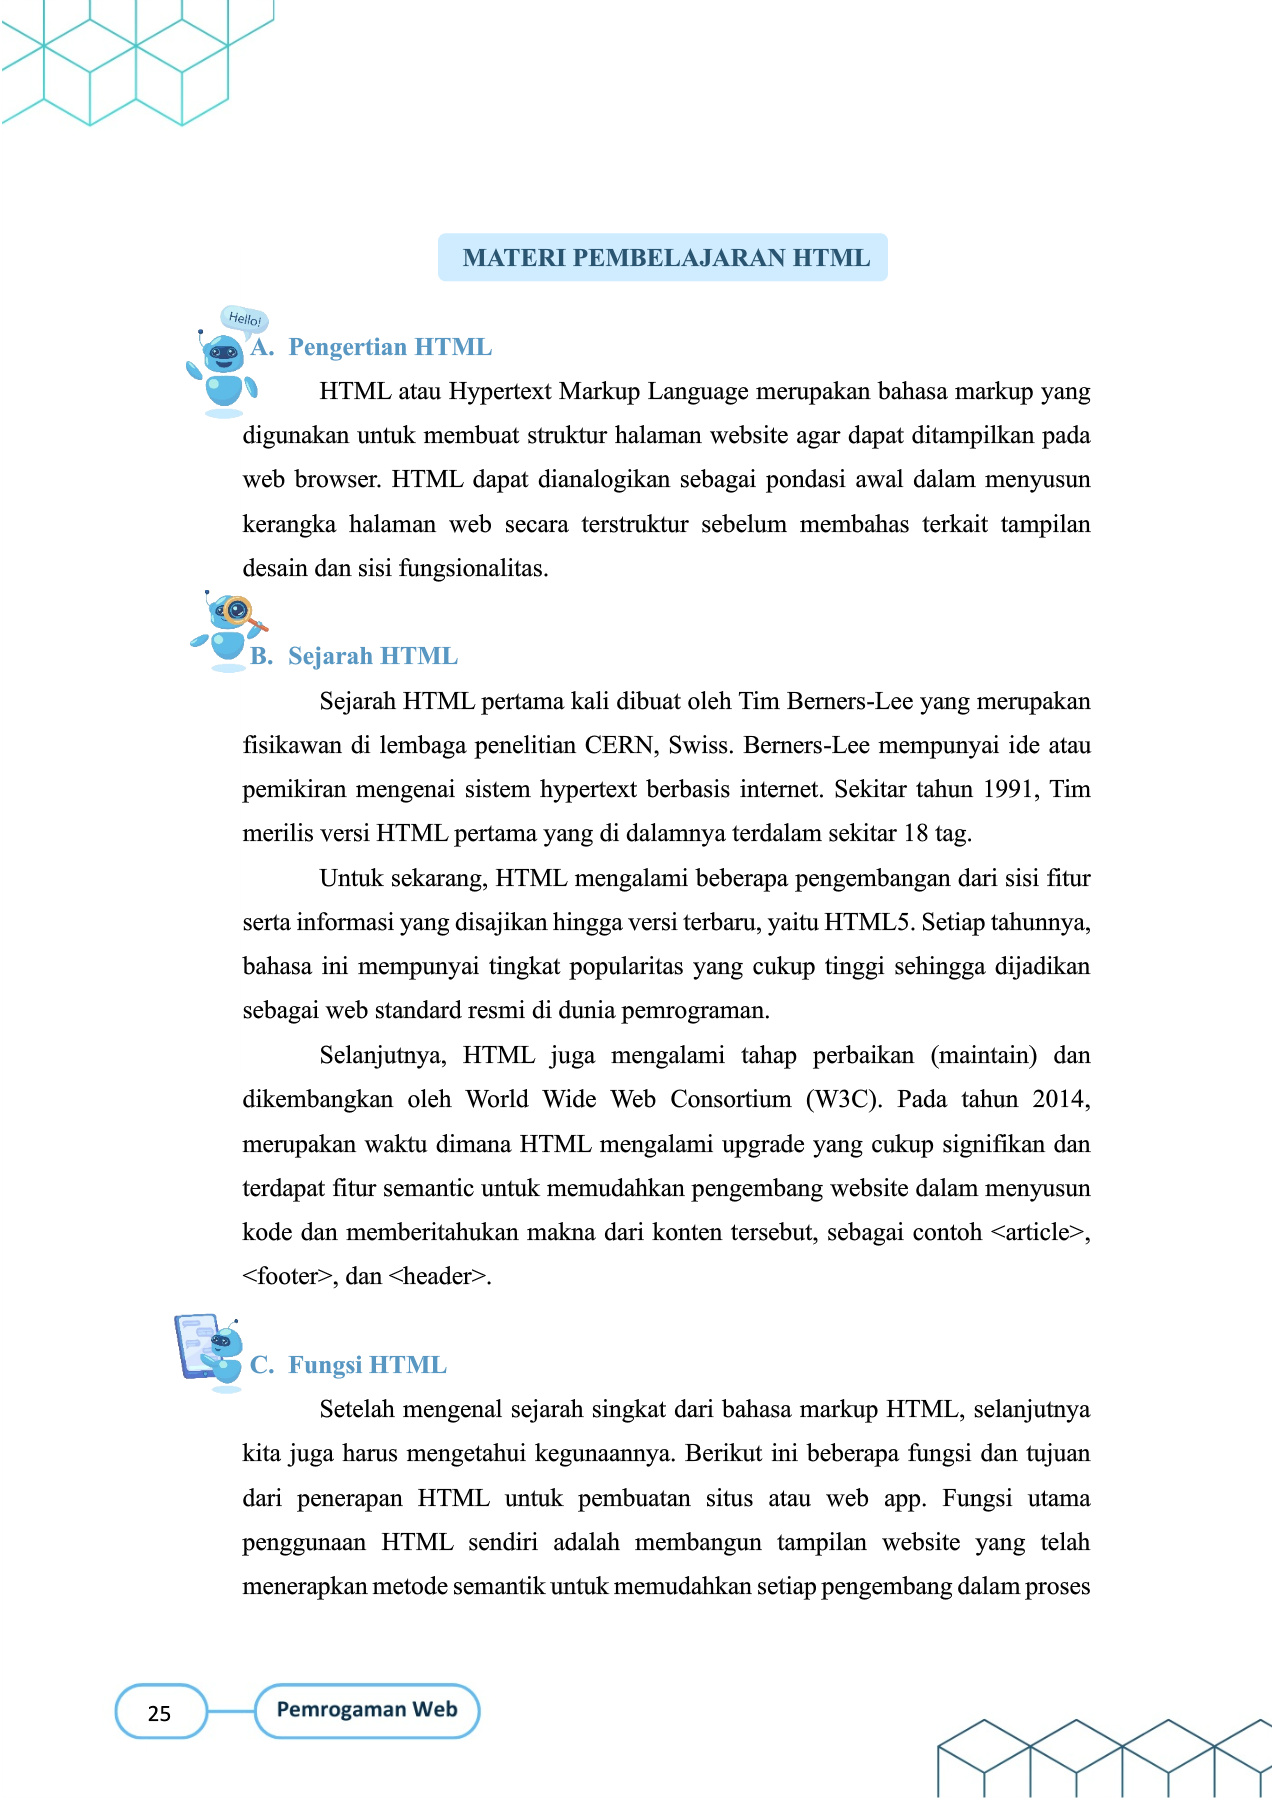 MATERI PEMBELAJARAN HTML
Hello!
A. Pengertian HTML
HTML atau Hypertext Markup Language merupakan bahasa markup yang
digunakan untuk membuat struktur halaman website agar dapat ditampilkan pada
web browser. HTML dapat dianalogikan sebagai pondasi awal dalam menyusun
kerangka halaman web secara terstruktur sebelum membahas terkait tampilan
desain dan sisi fungsionalitas.
B. Sejarah HTML
Sejarah HTML pertama kali dibuat oleh Tim Berners-Lee yang merupakan
fisikawan di lembaga penelitian CERN, Swiss. Berners-Lee mempunyai ide atau
pemikiran mengenai sistem hypertext berbasis internet. Sekitar tahun 1991, Tim
merilis versi HTML pertama yang di dalamnya terdalam sekitar 18 tag.
Untuk sekarang, HTML mengalami beberapa pengembangan dari sisi fitur
serta informasi yang disajikan hingga versi terbaru, yaitu HTML5. Setiap tahunnya,
bahasa ini mempunyai tingkat popularitas yang cukup tinggi sehingga dijadikan
sebagai web standard resmi di dunia pemrograman.
Selanjutnya, HTML juga mengalami tahap perbaikan (maintain) dan
dikembangkan oleh World Wide Web Consortium (W3C). Pada tahun 2014,
merupakan waktu dimana HTML mengalami upgrade yang cukup signifikan dan
terdapat fitur semantic untuk memudahkan pengembang website dalam menyusun
kode dan memberitahukan makna dari konten tersebut, sebagai contoh <article>,
<footer>, dan <header>.
C. Fungsi HTML
Setelah mengenal sejarah singkat dari bahasa markup HTML, selanjutnya
kita juga harus mengetahui kegunaannya. Berikut ini beberapa fungsi dan tujuan
dari penerapan HTML untuk pembuatan situs atau web app. Fungsi utama
penggunaan HTML sendiri adalah membangun tampilan website yang telah
menerapkan metode semantik untuk memudahkan setiap pengembang dalam proses
25
Pemrogaman Web